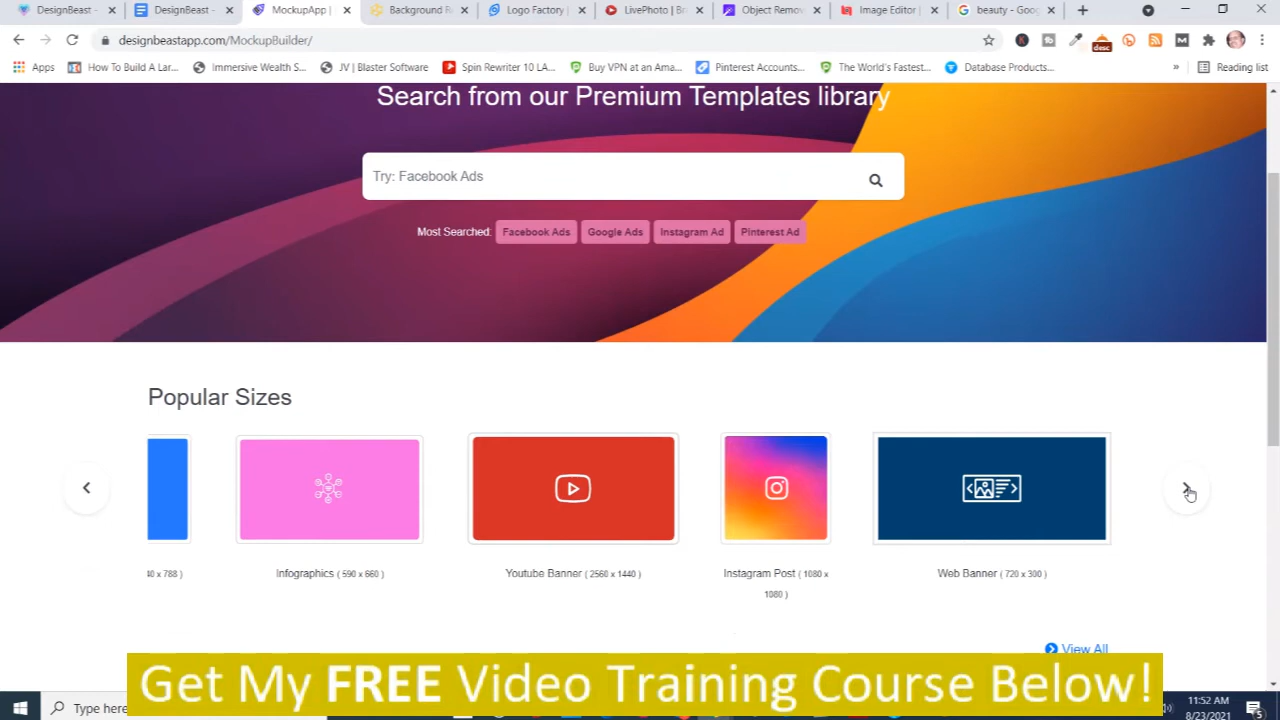 DesignBeast -
DesignBeast -
MockupApp |
Background R
Logo Factory |
LivePhoto | Br
Object Remov
Image Editor |
beauty - Goog
designbeastapp.com/MockupBuilder/
desc
Apps
How To Build A Lar...
Immersive Wealth S...
JV | Blaster Software
Spin Rewriter 10 LA...
Buy VPN at an Ama...
Pinterest Accounts...
The World's Fastest...
Database Products...
»
Reading list
Search from our Premium Templates library
Try: Facebook Ads
Most Searched: Facebook Ads Google Ads Instagram Ad Pinterest Ad
Popular Sizes
40 x 788 )
Infographics ( 590 x 660 )
Youtube Banner ( 2560 x 1440 )
Instagram Post ( 1080 x
1080 )
Web Banner ( 720 x 300 )
View All
Get My FREE Video Training Course Below!
Type here
11:52 AM
8/23/2021
5